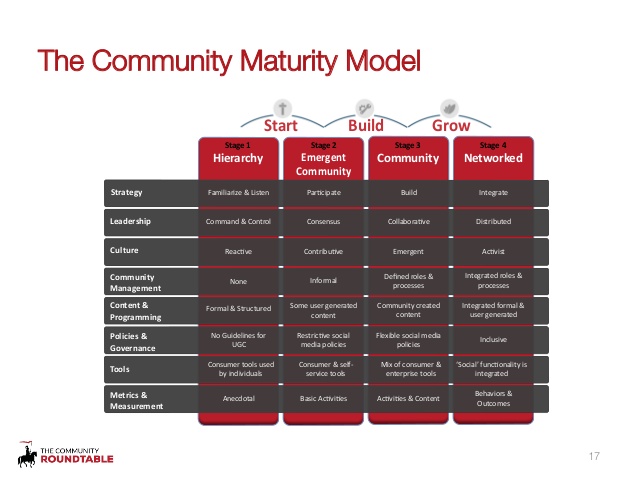 The Community Maturity Model
Start Build Grow
Stage 1 Stage 2 Stage 3 Stage 4
Hierarchy Emergent Community Networked
Community
Strategy Familiarize & Listen Participate Build Integrate
Leadership Command & Control Consensus Collaborative Distributed
Culture Reactive Contributive Emergent Activist
Community None Informal Defined roles & Integrated roles &
Management processes processes
Content & Formal & Structured Some user generated Community created Integrated formal &
Programming content content user generated
Policies & No Guidelines for Restrictive social Flexible social media Inclusive
Governance UGC media policies policies
Tools Consumer tools used Consumer & self- Mix of consumer & ‘Social’ functionality is
by individuals service tools enterprise tools integrated
Metrics & Anecdotal Basic Activities Activities & Content Behaviors &
Measurement Outcomes
THE COMMUNITY
ROUNDTABLE
17